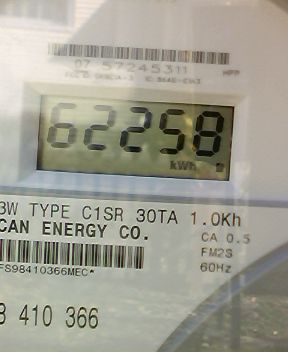 07 57245311 MPP
62258
kWh
3W TYPE C1SR 30TA 1.0Kh
CAN ENERGY CO.
CA 0.5
FM2S
60Hz
FS98410366MEC*
410 366